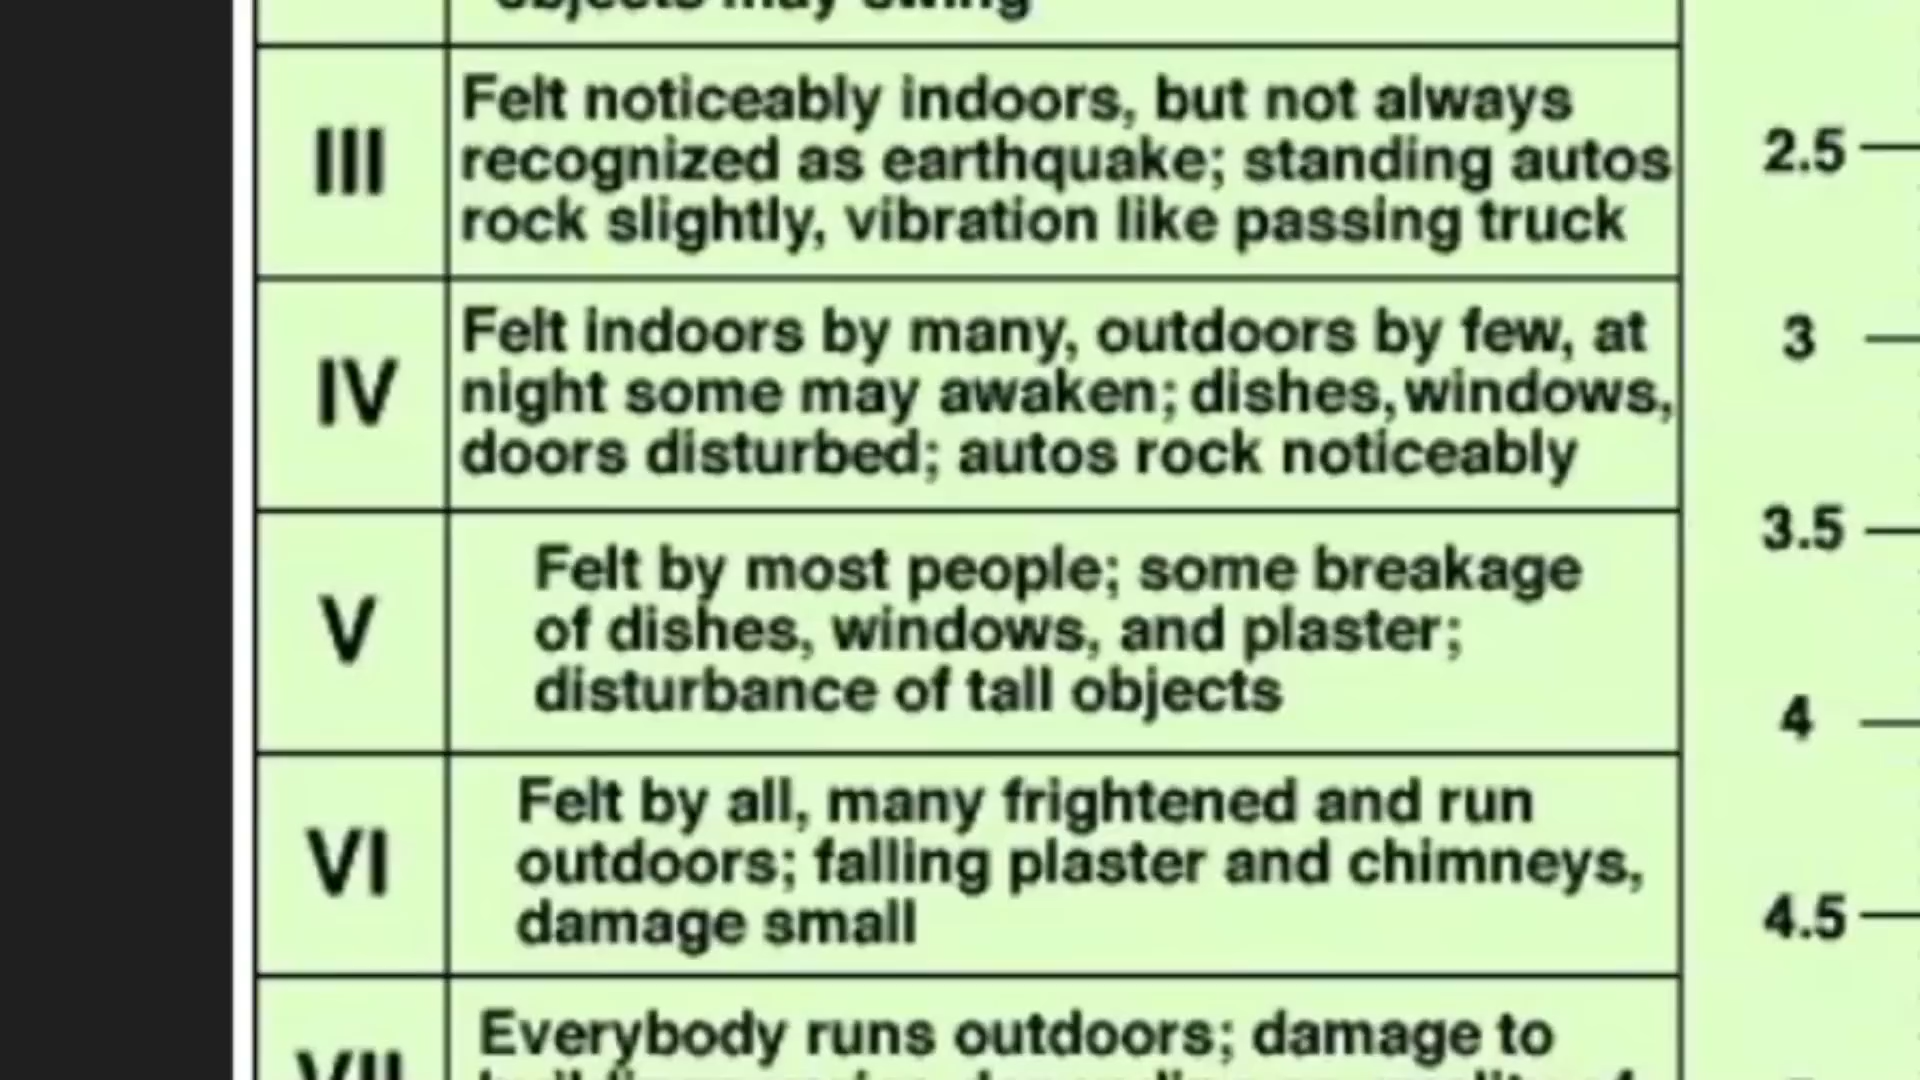 objects may swing
III
Felt noticeably indoors, but not always
recognized as earthquake; standing autos
rock slightly, vibration like passing truck
IV
Felt indoors by many, outdoors by few, at
night some may awaken; dishes, windows,
doors disturbed; autos rock noticeably
V
Felt by most people; some breakage
of dishes, windows, and plaster;
disturbance of tall objects
VI
Felt by all, many frightened and run
outdoors; falling plaster and chimneys,
damage small
VII
Everybody runs outdoors; damage to
2.5
3
3.5
4
4.5